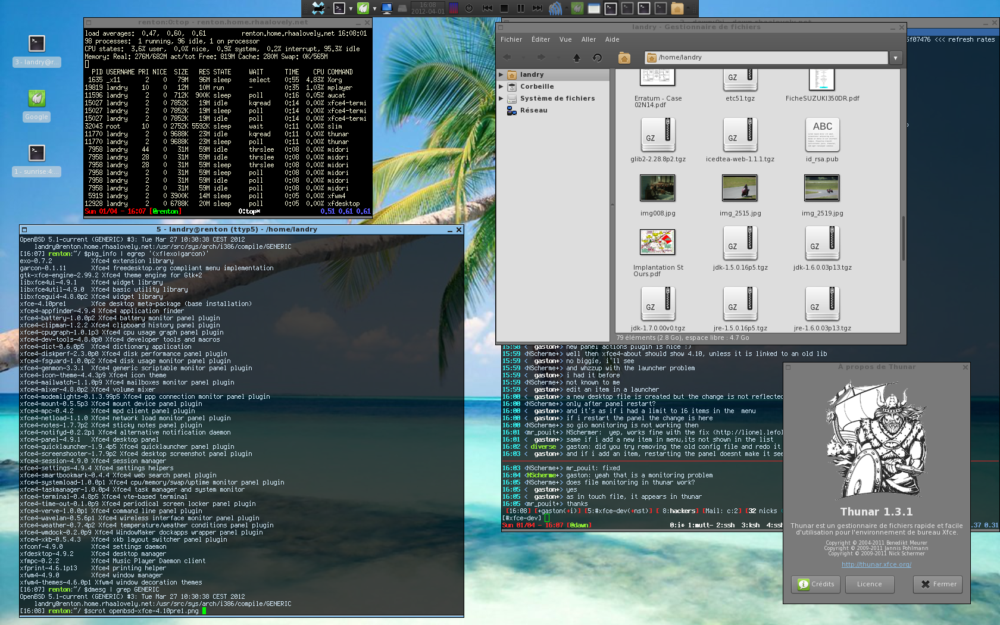 16:08
2012-04-01
3 - landry@r...
Google
1 - sunrise:4:...
renton:0:top - renton.home.rhaalovely.net
load averages:  0.47,  0.60,  0.61          renton.home.rhaalovely.net 16:08:01
98 processes:  1 running, 96 idle, 1 on processor
CPU states:  3.6% user,  0.0% nice,  0.9% system,  0.2% interrupt, 95.3% idle
Memory: Real: 276M/682M act/tot Free: 819M Cache: 280M Swap: 0K/565M
PID USERNAME PRI NICE  SIZE   RES STATE     WAIT      TIME    CPU COMMAND
1635 _x11       2    0   79M   96M sleep     select    0:55  4.83% Xorg
19819 landry    10    0   12M   10M run       -         0:35  1.03% mplayer
11596 landry     2    0  712K  900K sleep     poll      0:16  0.05% aucat
15027 landry     2    0 7852K   19M idle      kqread    0:14  0.00% xfce4-termi
15027 landry     2    0 7852K   19M sleep     poll      0:14  0.00% xfce4-termi
15027 landry     2    0 7852K   19M idle      poll      0:14  0.00% xfce4-termi
32043 root      10    0 2752K 5592K sleep     wait      0:11  0.00% slim
11770 landry     2    0 9688K   23M idle      kqread    0:11  0.00% thunar
11770 landry     2    0 9688K   23M sleep     poll      0:11  0.00% thunar
7958 landry    44    0   31M   59M idle      thrslee   0:08  0.00% midori
7958 landry    28    0   31M   59M idle      thrslee   0:08  0.00% midori
7958 landry    28    0   31M   59M sleep     thrslee   0:08  0.00% midori
7958 landry     2    0   31M   59M sleep     poll      0:08  0.00% midori
7958 landry     2    0   31M   59M idle      poll      0:08  0.00% midori
7958 landry     2    0   31M   59M idle      poll      0:08  0.00% midori
5919 landry     2    0 3900K   14M sleep     poll      0:05  0.00% xfwm4
12928 landry     2    0 6788K   20M sleep     poll      0:05  0.00% xfdesktop
Sun 01/04 - 16:07 [@renton]                0:top*                 0.51 0.61 0.61
5 - landry@renton (ttyp5) - /home/landry
OpenBSD 5.1-current (GENERIC) #3: Tue Mar 27 10:30:38 CEST 2012
landry@renton.home.rhaalovely.net:/usr/src/sys/arch/i386/compile/GENERIC
[16:07] renton:~/ $pkg_info | egrep '(xf|exo|garcon)'
exo-0.7.2           Xfce4 extension library
garcon-0.1.11       Xfce4 freedesktop.org compliant menu implementation
gtk-xfce-engine-2.99.2 Xfce4 theme engine for Gtk+2
libxfce4ui-4.9.1    Xfce4 widget library
libxfce4util-4.9.0  Xfce4 basic utility library
libxfcegui4-4.8.0p2 Xfce4 widget library
xfce-4.10pre1       Xfce desktop meta-package (base installation)
xfce4-appfinder-4.9.4 Xfce4 application finder
xfce4-battery-1.0.0p2 Xfce4 battery monitor panel plugin
xfce4-clipman-1.2.2 Xfce4 clipboard history panel plugin
xfce4-cpugraph-1.0.1p3 Xfce4 cpu usage graph panel plugin
xfce4-dev-tools-4.8.0p0 Xfce4 developer tools and macros
xfce4-dict-0.6.0p5  Xfce4 dictionary application
xfce4-diskperf-2.3.0p0 Xfce4 disk performance panel plugin
xfce4-fsguard-1.0.0p2 Xfce4 disk usage monitor panel plugin
xfce4-genmon-3.3.1  Xfce4 generic scriptable monitor panel plugin
xfce4-icon-theme-4.4.3p9 Xfce4 icon theme
xfce4-mailwatch-1.1.0p9 Xfce4 mailboxes monitor panel plugin
xfce4-mixer-4.8.0p2 Xfce4 volume mixer
xfce4-modemlights-0.1.3.99p5 Xfce4 ppp connection monitor panel plugin
xfce4-mount-0.5.5p3 Xfce4 mount device panel plugin
xfce4-mpc-0.4.2     Xfce4 mpd client panel plugin
xfce4-netload-1.1.0 Xfce4 network load monitor panel plugin
xfce4-notes-1.7.7p2 Xfce4 sticky notes panel plugin
xfce4-notifyd-0.2.2p1 Xfce4 alternative notification daemon
xfce4-panel-4.9.1   Xfce4 desktop panel
xfce4-quicklauncher-1.9.4p5 Xfce4 quicklauncher panel plugin
xfce4-screenshooter-1.7.9p2 Xfce4 desktop screenshot panel plugin
xfce4-session-4.9.0 Xfce4 session manager
xfce4-settings-4.9.4 Xfce4 settings helpers
xfce4-smartbookmark-0.4.4 Xfce4 web search panel plugin
xfce4-systemload-1.0.0p1 Xfce4 cpu/memory/swap/uptime monitor panel plugin
xfce4-taskmanager-1.0.0p4 Xfce4 task manager and system monitor
xfce4-terminal-0.4.8p5 Xfce4 vte-based terminal
xfce4-time-out-0.1.0p9 Xfce4 periodical screen locker panel plugin
xfce4-verve-1.0.0p1 Xfce4 command line panel plugin
xfce4-wavelan-0.5.6p1 Xfce4 wireless interface monitor panel plugin
xfce4-weather-0.7.4p2 Xfce4 temperature/weather conditions panel plugin
xfce4-wmdock-0.2.0p9 Xfce4 WindowMaker dockapps wrapper panel plugin
xfce4-xkb-0.5.4.3   Xfce4 xkb layout switcher panel plugin
xfconf-4.9.0        Xfce4 settings daemon
xfdesktop-4.9.2     Xfce4 desktop manager
xfmpc-0.2.2         Xfce4 Music Player Daemon client
xfprint-4.6.1p13    Xfce4 printing helper
xfwm4-4.9.0         Xfce4 window manager
xfwm4-themes-4.6.0p1 Xfwm4 window decoration themes
[16:07] renton:~/ $dmesg | grep GENERIC
OpenBSD 5.1-current (GENERIC) #3: Tue Mar 27 10:30:38 CEST 2012
landry@renton.home.rhaalovely.net:/usr/src/sys/arch/i386/compile/GENERIC
[16:08] renton:~/ $scrot openbsd-xfce-4.10pre1.png
5f07476 <<< refresh rates
landry - Gestionnaire de fichiers
Fichier Éditer Vue Aller Aide
/home/landry
landry
Corbeille
Système de fichiers
Réseau
Erratum - Case 02N14.pdf
GZ
etc51.tgz
FicheSUZUKI350DR.pdf
GZ
glib2-2.28.8p2.tgz
GZ
icedtea-web-1.1.1.tgz
ABC
id_rsa.pub
img008.jpg
img_2515.jpg
img_2519.jpg
Implantation St Ours.pdf
GZ
jdk-1.5.0.16p5.tgz
GZ
jdk-1.6.0.03p13.tgz
GZ
jdk-1.7.0.00v0.tgz
GZ
jre-1.5.0.16p5.tgz
GZ
jre-1.6.0.03p13.tgz
79 éléments (2.8 Go), espace libre : 4.7 Go
15:58 <  gaston+> new panel actions plugin is nice :)
15:59 <NScherme+> well then xfce4-about should show 4.10, unless it is linked to an old lib
15:59 <  gaston+> no biggie, i'll see
15:59 <NScherme+> and whzzup with the launcher problem
15:59 <  gaston+> i had it before
15:59 <NScherme+> not known to me
15:59 <  gaston+> edit an item in a launcher
16:00 <  gaston+> a new desktop file is created but the change is not reflected
16:00 <NScherme+> only after panel restart?
16:00 <  gaston+> and it's as if i had a limit to 16 items in the  menu
16:00 <  gaston+> if i restart the panel the change is here
16:00 <NScherme+> so gio monitoring is not working then
16:01 <mr_pouit+> NSchermer:  yep, works fine with the fix (http://lionel.lefol
16:01 <  gaston+> same if i add a new item in menu,its not shown in the list
16:02 < diverse > gaston: did you try removing the old config file and redo it
16:03 <  gaston+> and if i add an item, restarting the panel doesnt make it see
16:03 <NScherme+> mr_pouit: fixed
16:04 <NScherme+> gaston: yeah that is a monitoring problem
16:05 <NScherme+> does file monitoring in thunar work?
16:05 <  gaston+> yes
16:05 <  gaston+> as in touch file, it appears in thunar
16:05 <mr_pouit+> thanks
[16:08] [+gaston(+i)] [5:#xfce-dev(+nst)] [ 8:hackers] [Mail: c:2] [32 nicks
[#xfce-dev]
Sun 01/04 - 16:07 [@dawn]                      0:i* 1:mutt- 2:ssh  3:ksh  4:ssh
.37 0.31
À propos de Thunar
Thunar 1.3.1
Thunar est un gestionnaire de fichiers rapide et facile
d'utilisation pour l'environnement de bureau Xfce.
Copyright © 2004-2011 Benedikt Meurer
Copyright © 2009-2011 Jannis Pohlmann
Copyright © 2009-2011 Nick Schermer
http://thunar.xfce.org/
Crédits Licence Fermer